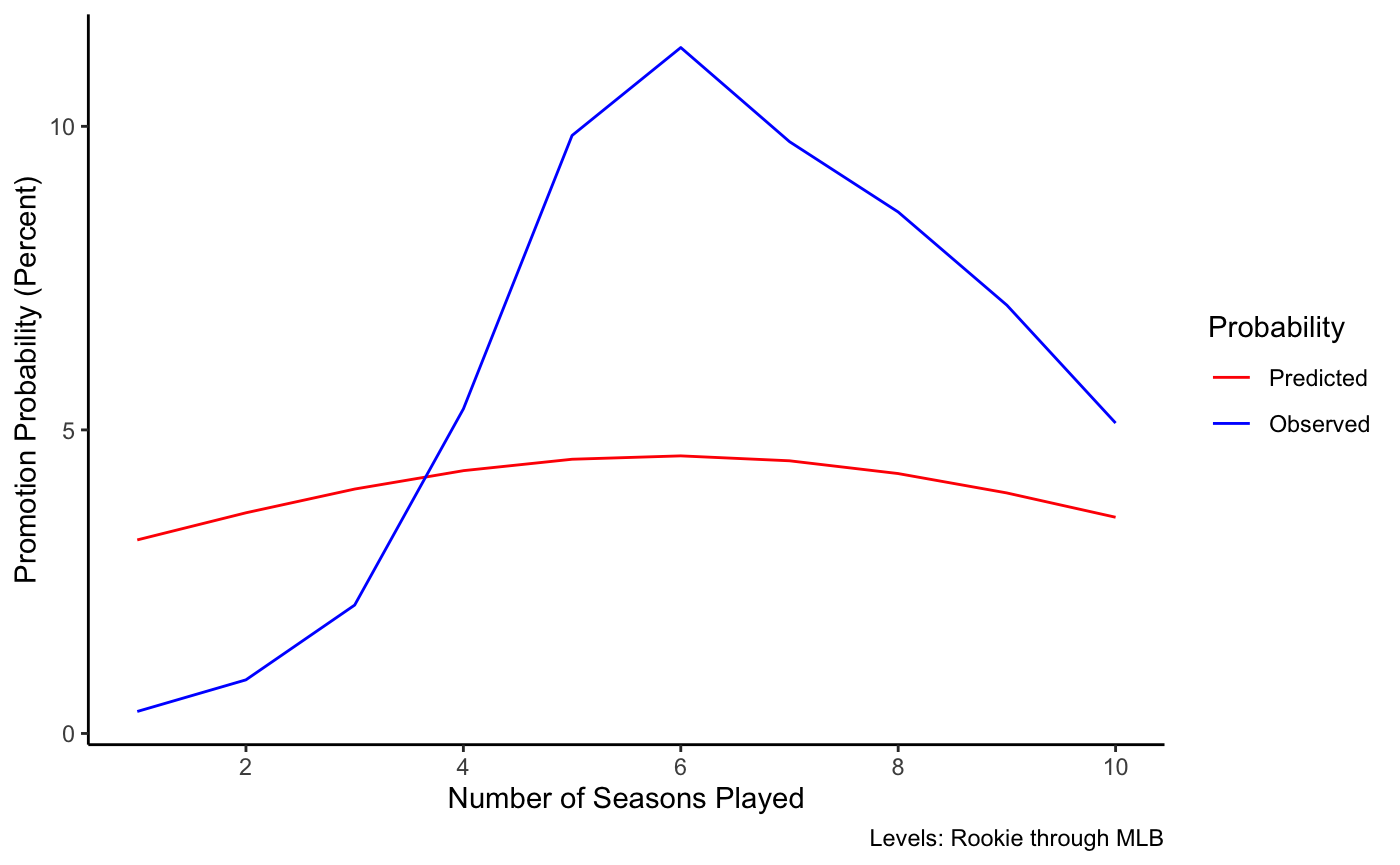 Promotion Probability (Percent)
10
5
0
2 4 6 8 10
Number of Seasons Played
Levels: Rookie through MLB
Probability
Predicted
Observed